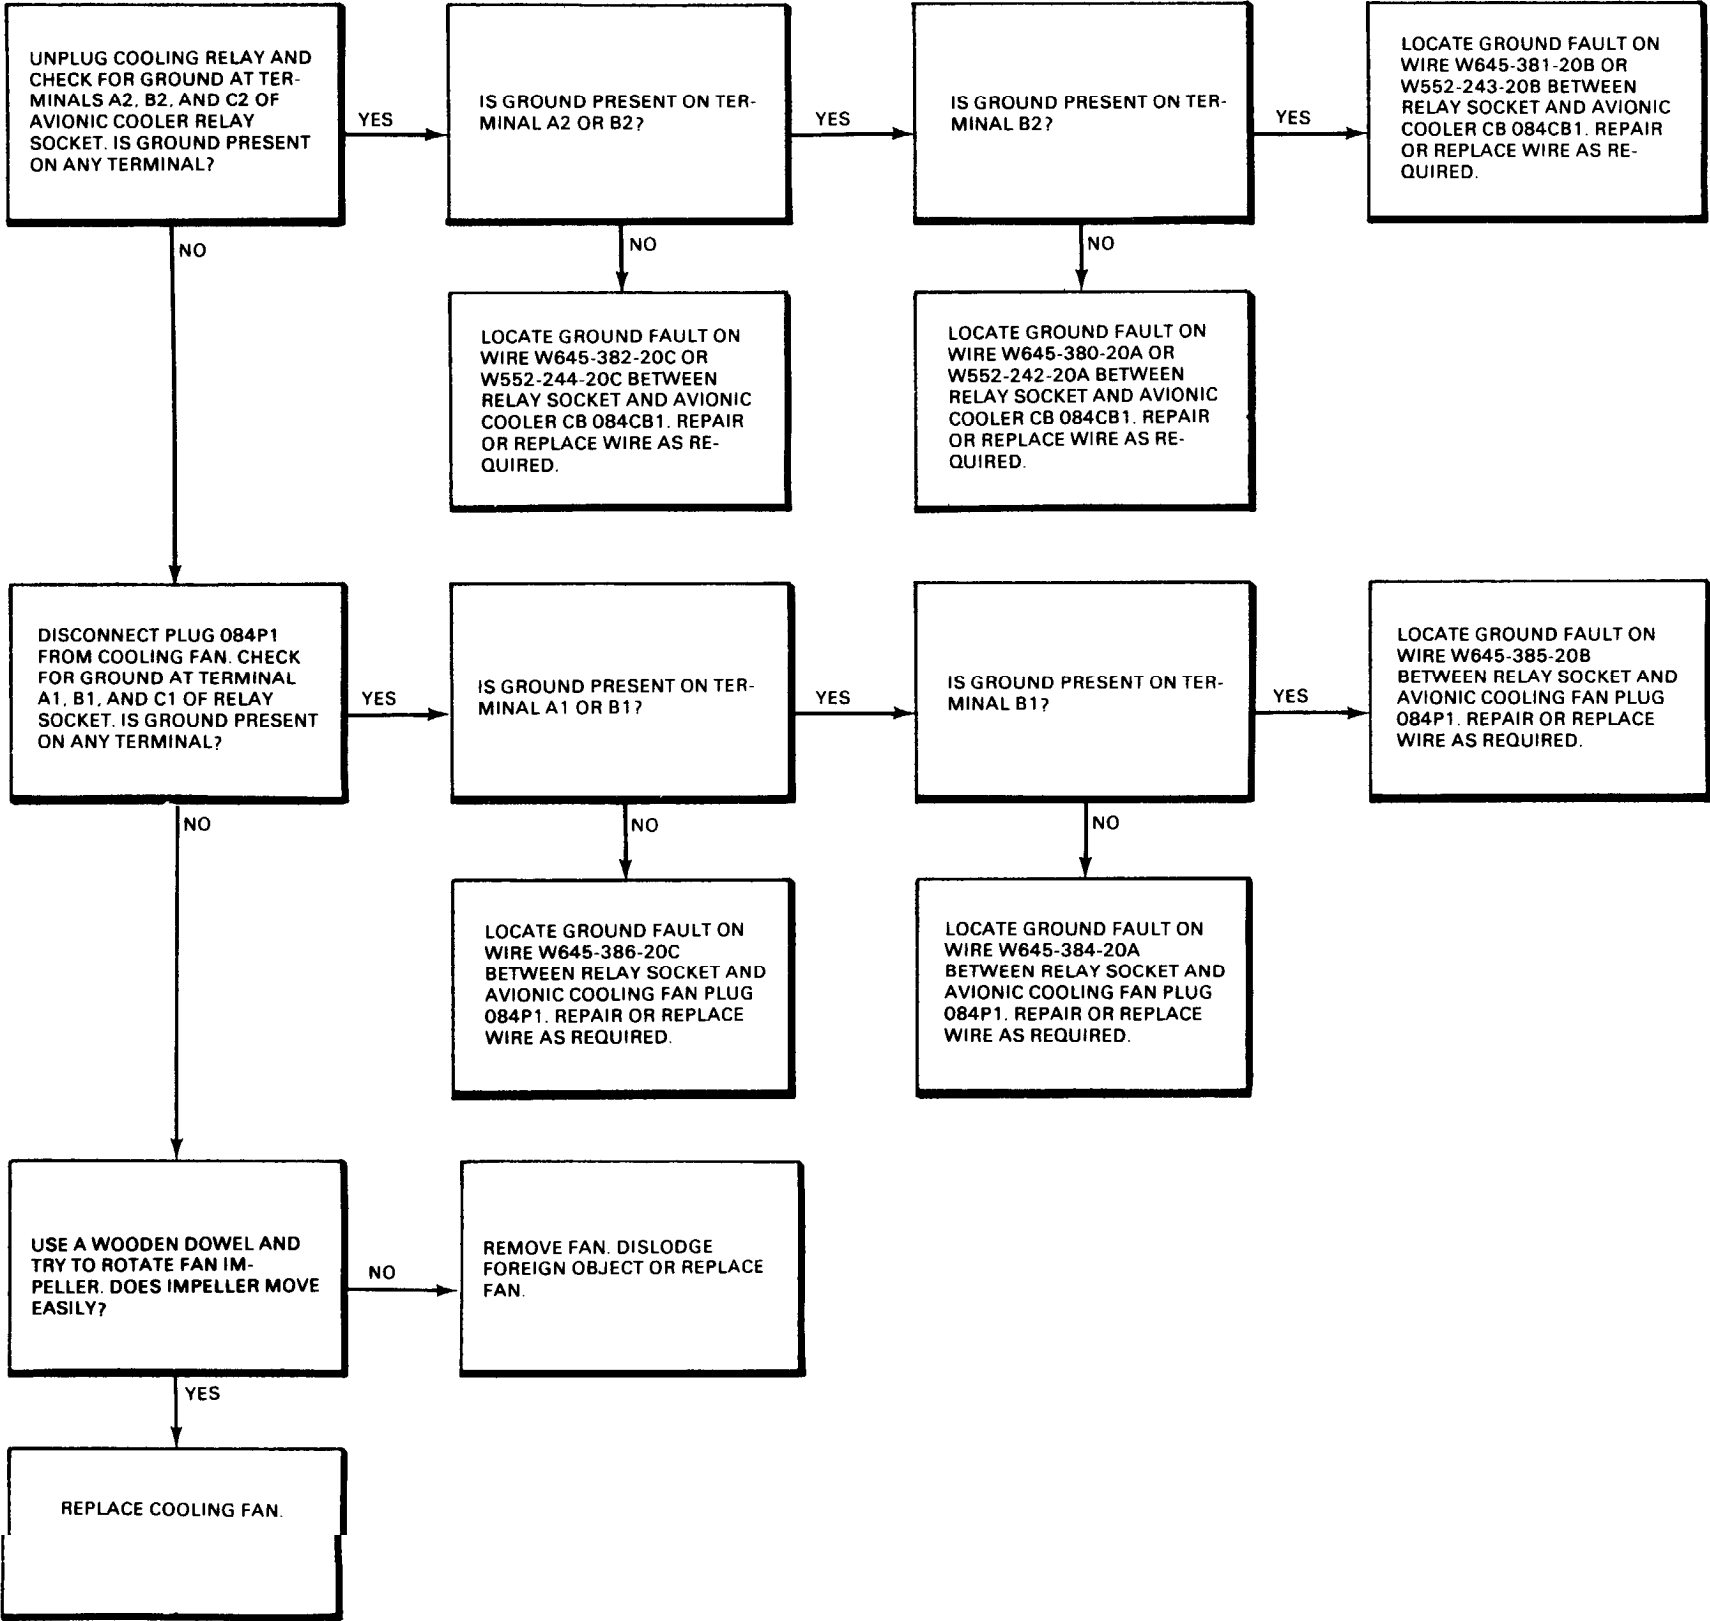 UNPLUG COOLING RELAY AND
CHECK FOR GROUND AT TER-
MINALS A2, B2, AND C2 OF
AVIONIC COOLER RELAY
SOCKET. IS GROUND PRESENT
ON ANY TERMINAL?
YES
IS GROUND PRESENT ON TER-
MINAL A2 OR B2?
YES
IS GROUND PRESENT ON TER-
MINAL B2?
YES
LOCATE GROUND FAULT ON
WIRE W645-381-20B OR
W552-243-20B BETWEEN
RELAY SOCKET AND AVIONIC
COOLER CB 084CB1. REPAIR
OR REPLACE WIRE AS RE-
QUIRED.
NO
NO
NO
LOCATE GROUND FAULT ON
WIRE W645-382-20C OR
W552-244-20C BETWEEN
RELAY SOCKET AND AVIONIC
COOLER CB 084CB1. REPAIR
OR REPLACE WIRE AS RE-
QUIRED.
LOCATE GROUND FAULT ON
WIRE W645-380-20A OR
W552-242-20A BETWEEN
RELAY SOCKET AND AVIONIC
COOLER CB 084CB1. REPAIR
OR REPLACE WIRE AS RE-
QUIRED.
DISCONNECT PLUG 084P1
FROM COOLING FAN. CHECK
FOR GROUND AT TERMINAL
A1, B1, AND C1 OF RELAY
SOCKET. IS GROUND PRESENT
ON ANY TERMINAL?
YES
IS GROUND PRESENT ON TER-
MINAL A1 OR B1?
YES
IS GROUND PRESENT ON TER-
MINAL B1?
YES
LOCATE GROUND FAULT ON
WIRE W645-385-20B
BETWEEN RELAY SOCKET AND
AVIONIC COOLING FAN PLUG
084P1. REPAIR OR REPLACE
WIRE AS REQUIRED.
NO
NO
NO
LOCATE GROUND FAULT ON
WIRE W645-386-20C
BETWEEN RELAY SOCKET AND
AVIONIC COOLING FAN PLUG
084P1. REPAIR OR REPLACE
WIRE AS REQUIRED.
LOCATE GROUND FAULT ON
WIRE W645-384-20A
BETWEEN RELAY SOCKET AND
AVIONIC COOLING FAN PLUG
084P1. REPAIR OR REPLACE
WIRE AS REQUIRED.
USE A WOODEN DOWEL AND
TRY TO ROTATE FAN IM-
PELLER. DOES IMPELLER MOVE
EASILY?
NO
REMOVE FAN. DISLODGE
FOREIGN OBJECT OR REPLACE
FAN.
YES
REPLACE COOLING FAN.